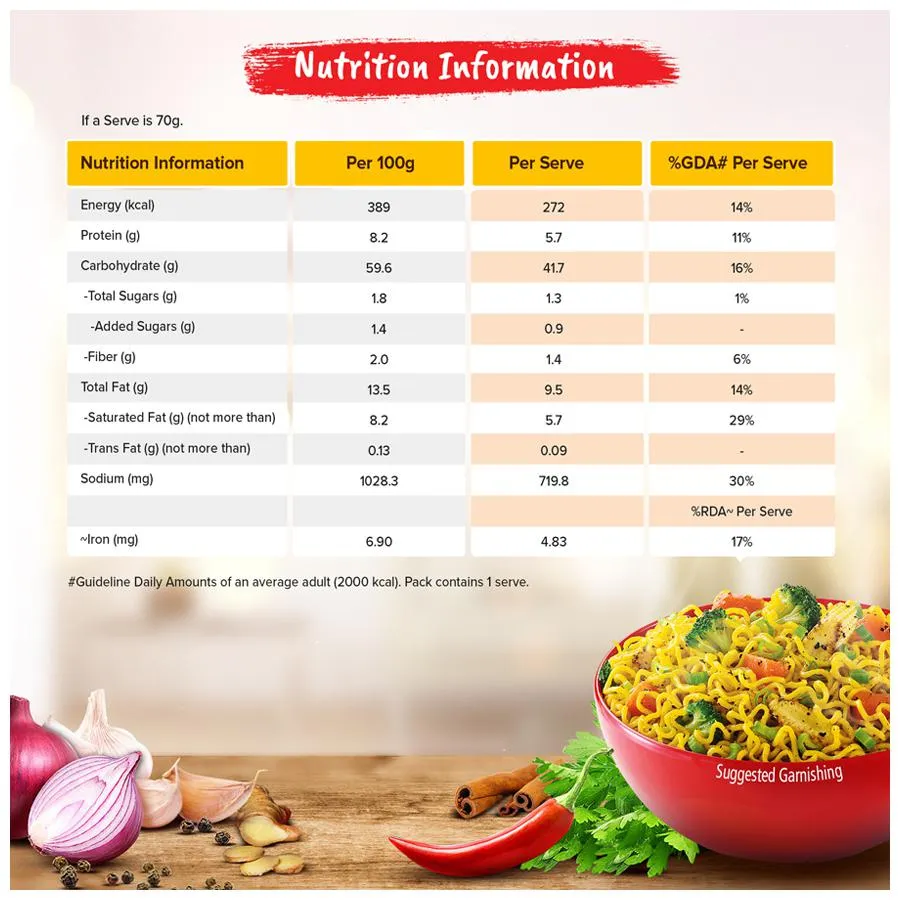 Nutrition Information
If a Serve is 70g.
Nutrition Information Per 100g Per Serve %GDA# Per Serve
Energy (kcal) 389 272 14%
Protein (g) 8.2 5.7 11%
Carbohydrate (g) 59.6 41.7 16%
-Total Sugars (g) 1.8 1.3 1%
-Added Sugars (g) 1.4 0.9 -
-Fiber (g) 2.0 1.4 6%
Total Fat (g) 13.5 9.5 14%
-Saturated Fat (g) (not more than) 8.2 5.7 29%
-Trans Fat (g) (not more than) 0.13 0.09 -
Sodium (mg) 1028.3 719.8 30%
%RDA~ Per Serve
~Iron (mg) 6.90 4.83 17%
#Guideline Daily Amounts of an average adult (2000 kcal). Pack contains 1 serve.
Suggested Garnishing